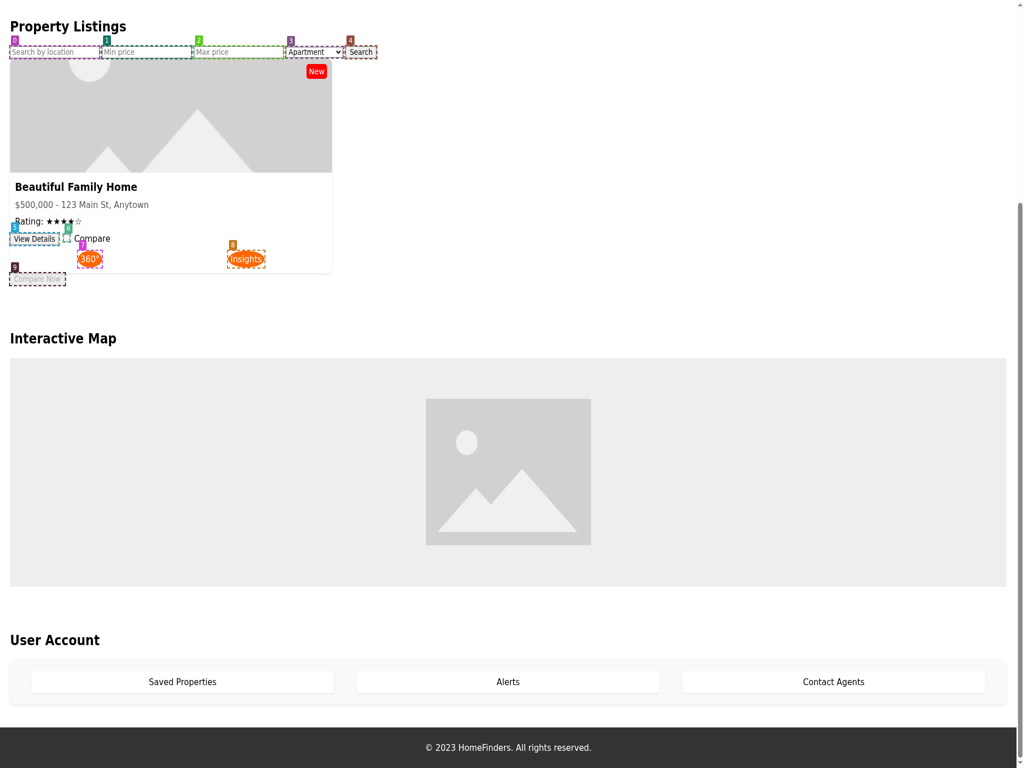 Property Listings
0 1 2 3 4
Search by location Min price Max price Apartment Search
New
Beautiful Family Home
$500,000 - 123 Main St, Anytown
Rating: ★★★★☆
5 6
View Details Compare
7 8
360° Insights
9
Compare Now
Interactive Map
User Account
Saved Properties Alerts Contact Agents
© 2023 HomeFinders. All rights reserved.